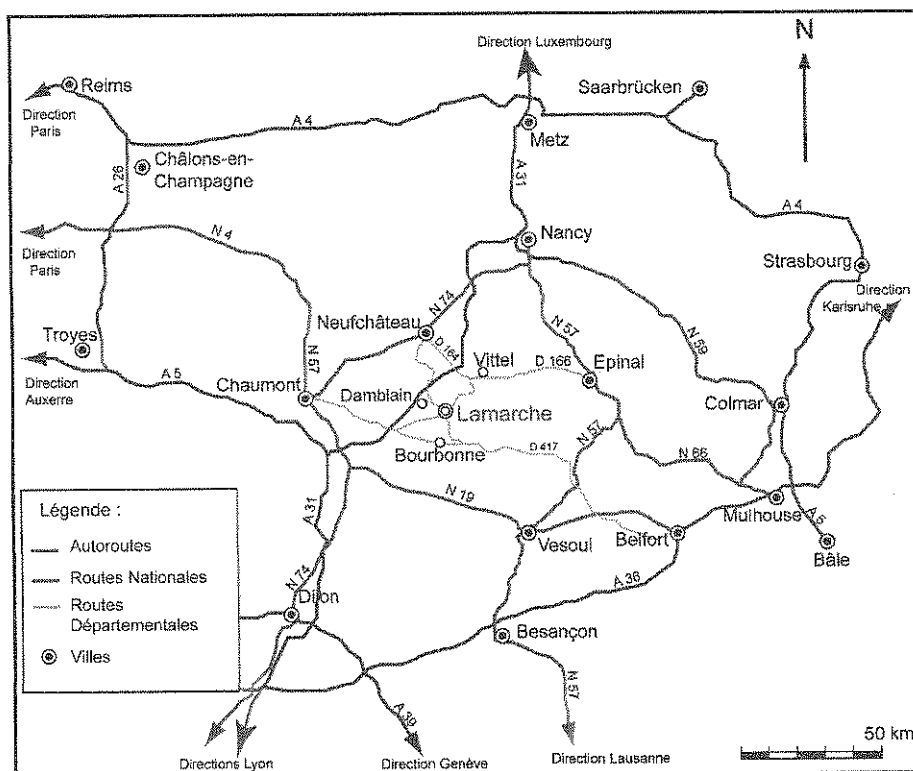 Direction Luxembourg
N
Reims
Saarbrücken
Direction
Paris
A 4
Metz
Châlons-en-
Champagne
A 26
A 31
A 4
N 4
Nancy
Direction
Paris
Strasbourg
Direction
Karlsruhe
N 74
Neufchâteau
Troyes
N 57
D 164
Vittel
D 166
N 57
N 59
Epinal
Direction
Auxerre
A 5
Chaumont
Damblain
Lamarche
Colmar
Bourbonne
D 417
N 57
N 66
Légende :
A 31
N 19
Mulhouse
A 5
Autoroutes
Vesoul
Belfort
Bâle
Routes Nationales
N 74
A 36
Routes
Départementales
Dijon
Villes
Besançon
N 57
A 39
50 km
Directions Lyon
Direction Genève
Direction Lausanne